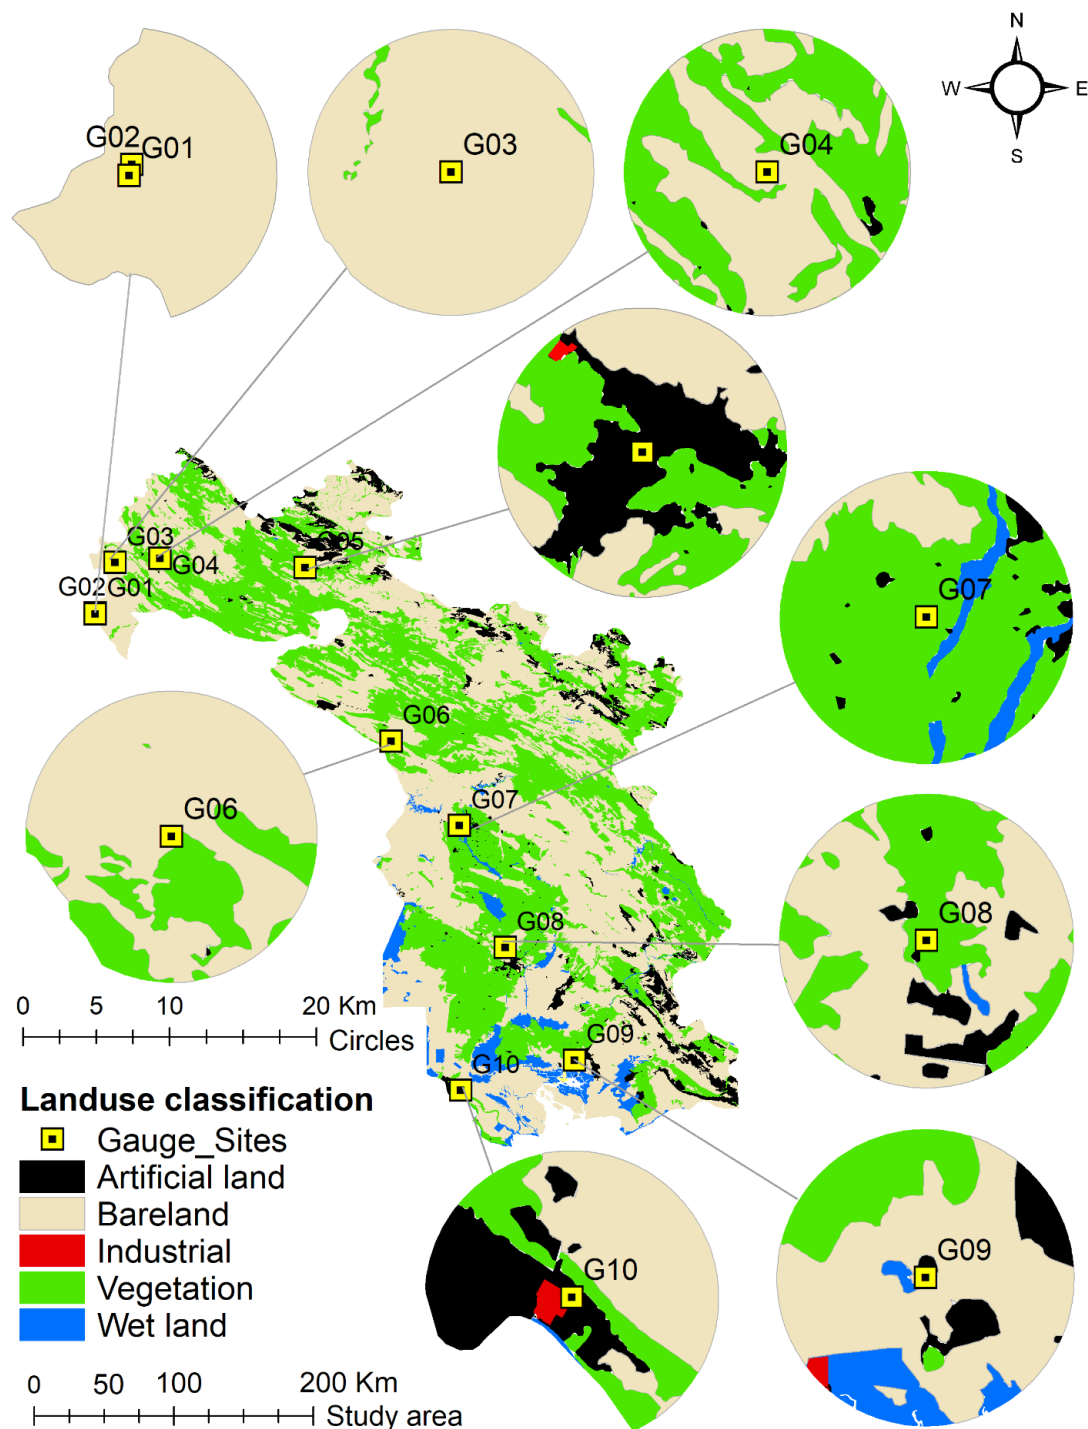 N
W E
S
G02
G01
G03
G04
G03
G05
G04
G02 G01
G07
G06
G07
G06
G08
G08
G09
G10
G09
G10
0 5 10 20 Km
Circles
Landuse classification
Gauge_Sites
Artificial land
Bareland
Industrial
Vegetation
Wet land
0 50 100 200 Km
Study area